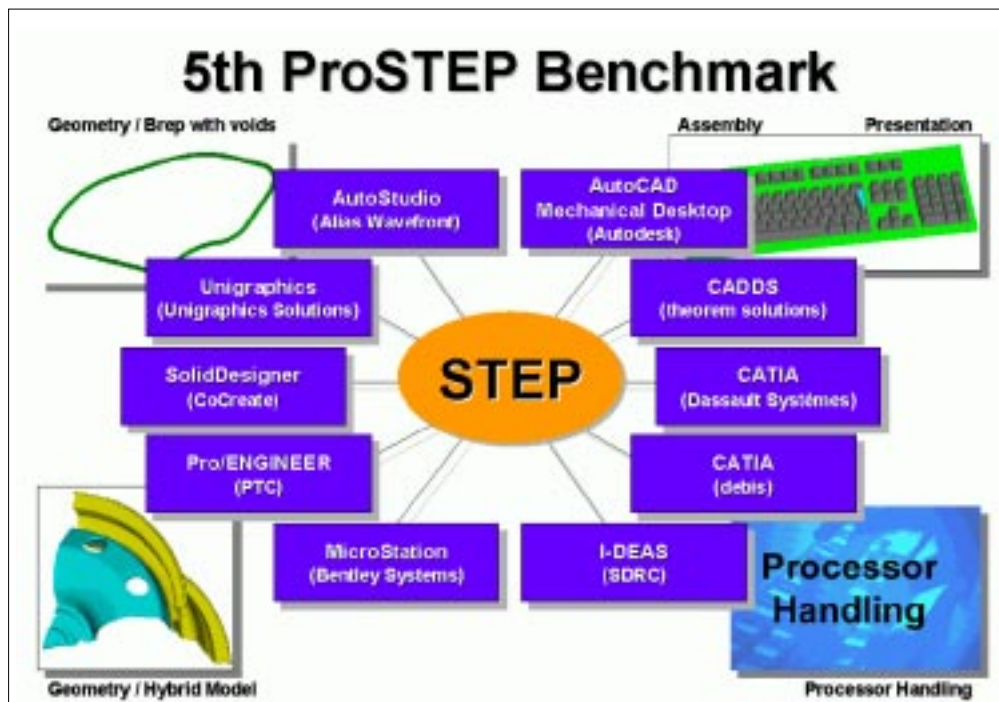 5th ProSTEP Benchmark
Geometry / Brep with voids
Assembly
Presentation
AutoStudio
(Alias Wavefront)
AutoCAD
Mechanical Desktop
(Autodesk)
Unigraphics
(Unigraphics Solutions)
CADDS
(theorem solutions)
SolidDesigner
(CoCreate)
STEP
CATIA
(Dassault Systémes)
Pro/ENGINEER
(PTC)
CATIA
(debis)
MicroStation
(Bentley Systems)
I-DEAS
(SDRC)
Processor
Handling
Geometry / Hybrid Model
Processor Handling